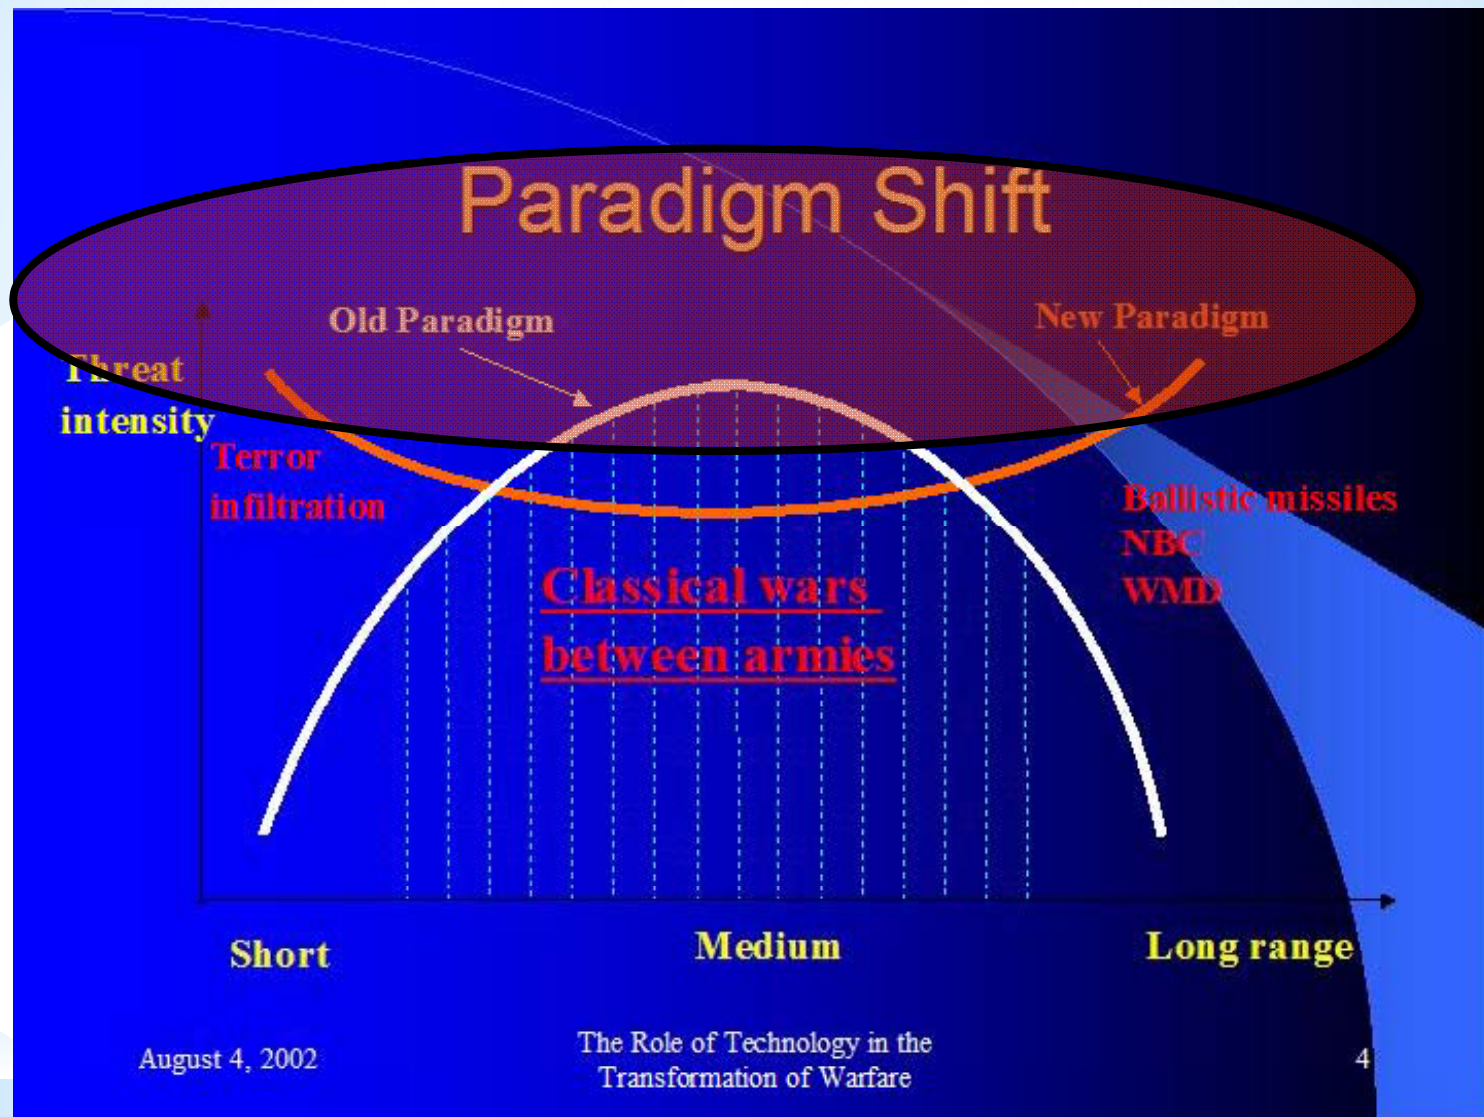 Paradigm Shift
Old Paradigm
New Paradigm
Threat
intensity
Terror
infiltration
Ballistic missiles
NBC
WMD
Classical wars
between armies
Short
Medium
Long range
August 4, 2002
The Role of Technology in the
Transformation of Warfare
4